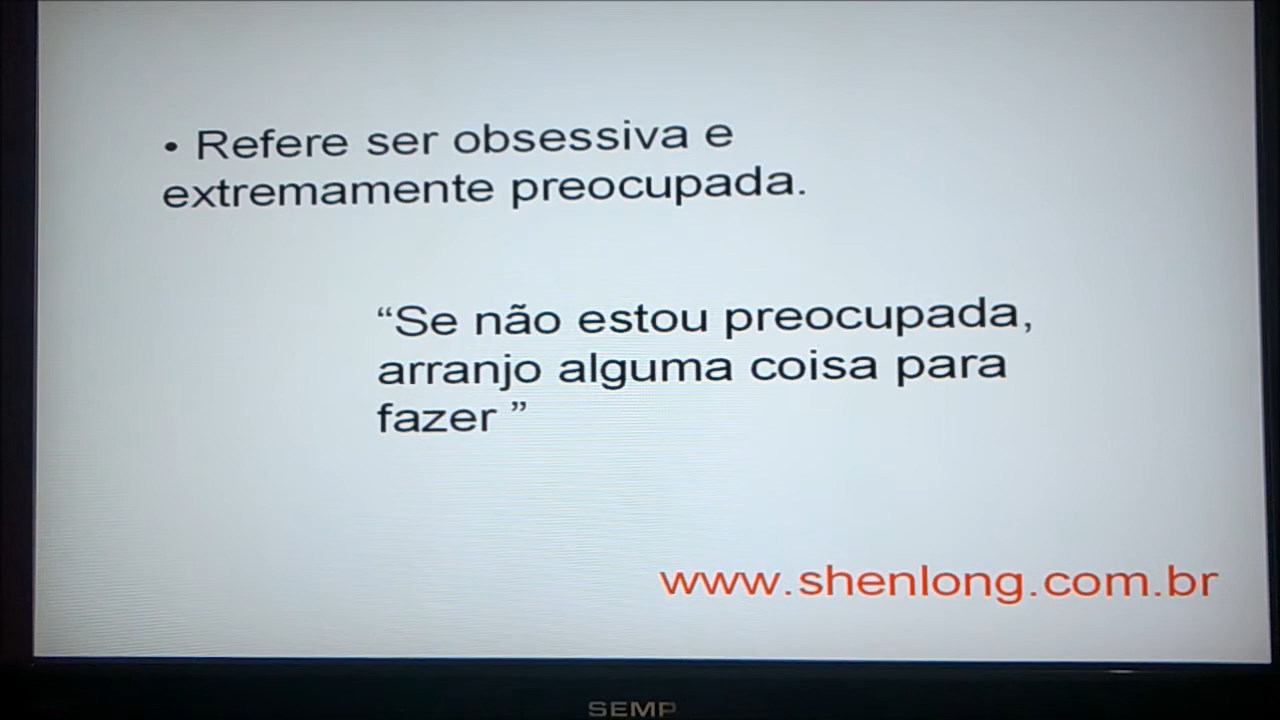 • Refere ser obsessiva e
extremamente preocupada.
“Se não estou preocupada,
arranjo alguma coisa para
fazer ”
www.shenlong.com.br
SEMP